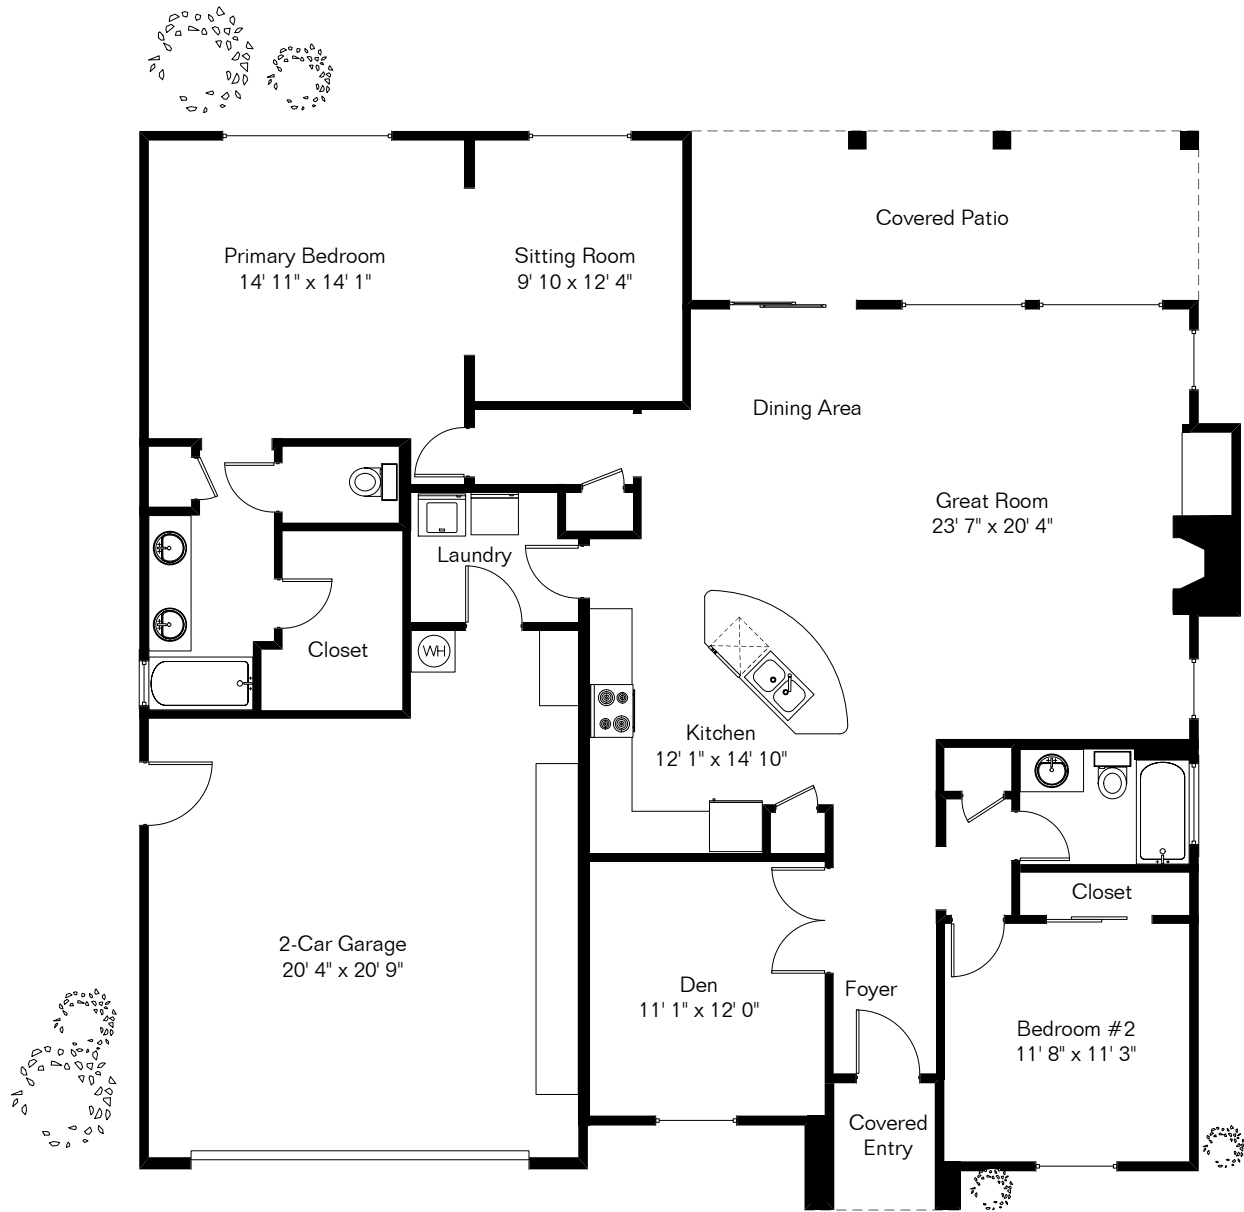 Covered Patio
Primary Bedroom
14' 11" x 14' 1"
Sitting Room
9' 10 x 12' 4"
Dining Area
Great Room
23' 7" x 20' 4"
Laundry
Closet
WH
Kitchen
12' 1" x 14' 10"
Closet
2-Car Garage
20' 4" x 20' 9"
Den
11' 1" x 12' 0"
Foyer
Bedroom #2
11' 8" x 11' 3"
Covered
Entry